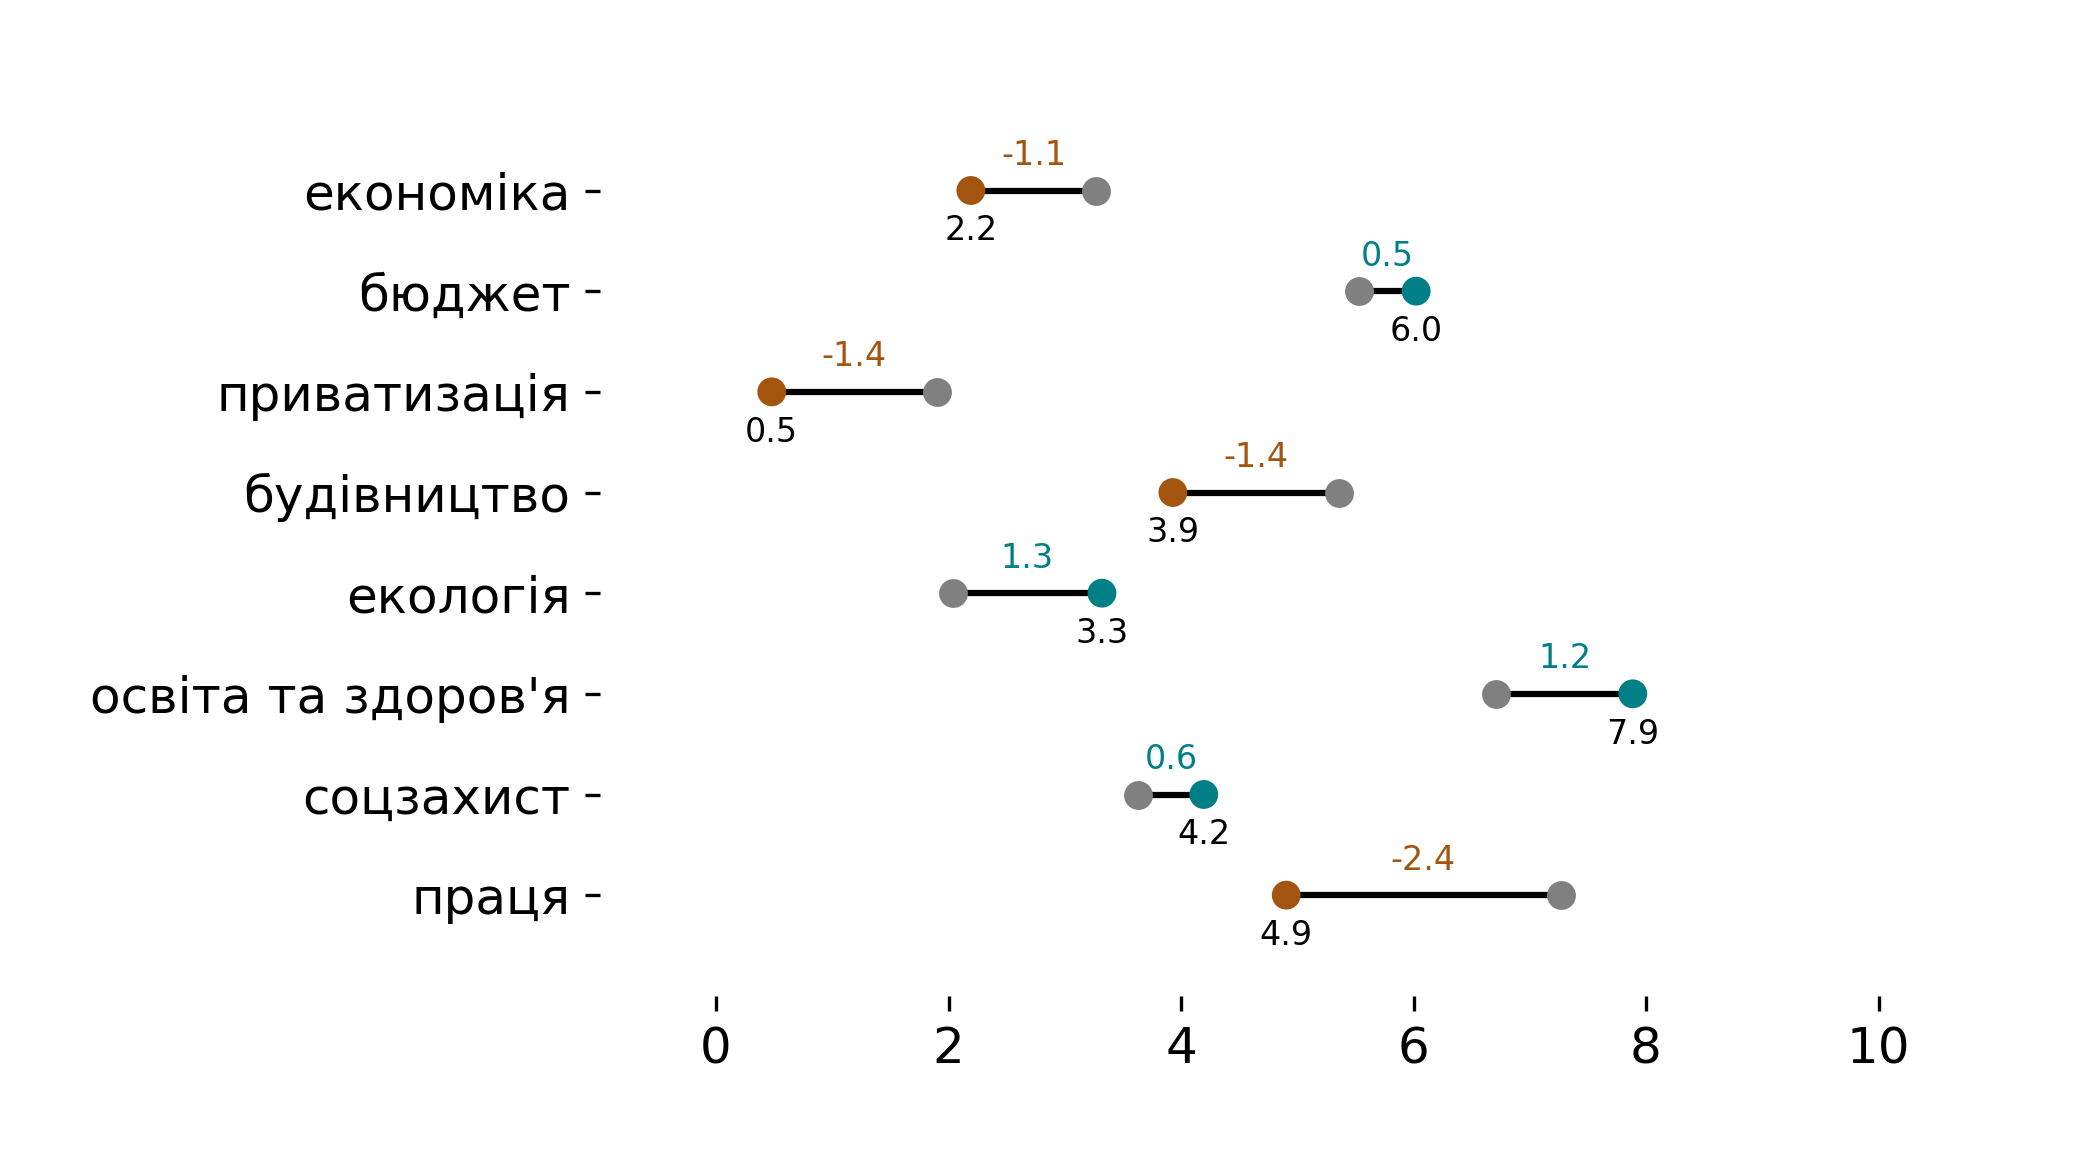 -1.1
економіка
2.2
0.5
бюджет
6.0
-1.4
приватизація
0.5
-1.4
будівництво
3.9
1.3
екологія
3.3
1.2
освіта та здоров'я
7.9
0.6
соцзахист
4.2
-2.4
праця
4.9
0 2 4 6 8 10